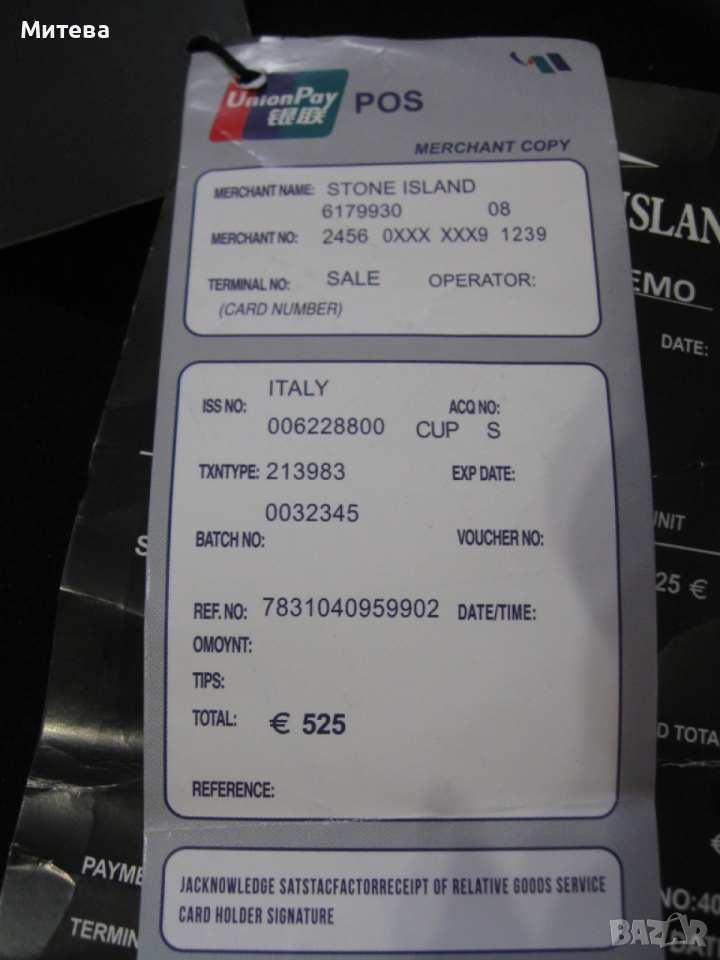 Митева
UnionPay POS
银联
MERCHANT COPY
MERCHANT NAME: STONE ISLAND
6179930 08
MERCHANT NO: 2456 0XXX XXX9 1239
TERMINAL NO: SALE OPERATOR:
(CARD NUMBER)
ITALY
ISS NO: ACQ NO:
006228800 CUP S
TXNTYPE: 213983 EXP DATE:
0032345
BATCH NO: VOUCHER NO:
REF. NO: 7831040959902 DATE/TIME:
OMOYNT:
TIPS:
TOTAL: € 525
REFERENCE:
JACKNOWLEDGE SATSTACFACTORRECEIPT OF RELATIVE GOODS SERVICE
CARD HOLDER SIGNATURE
SLAN
EMO
DATE:
NIT
25 €
D TOTA
€
NO:40
DAT
S
PAYME
TERMIN
BAZAR